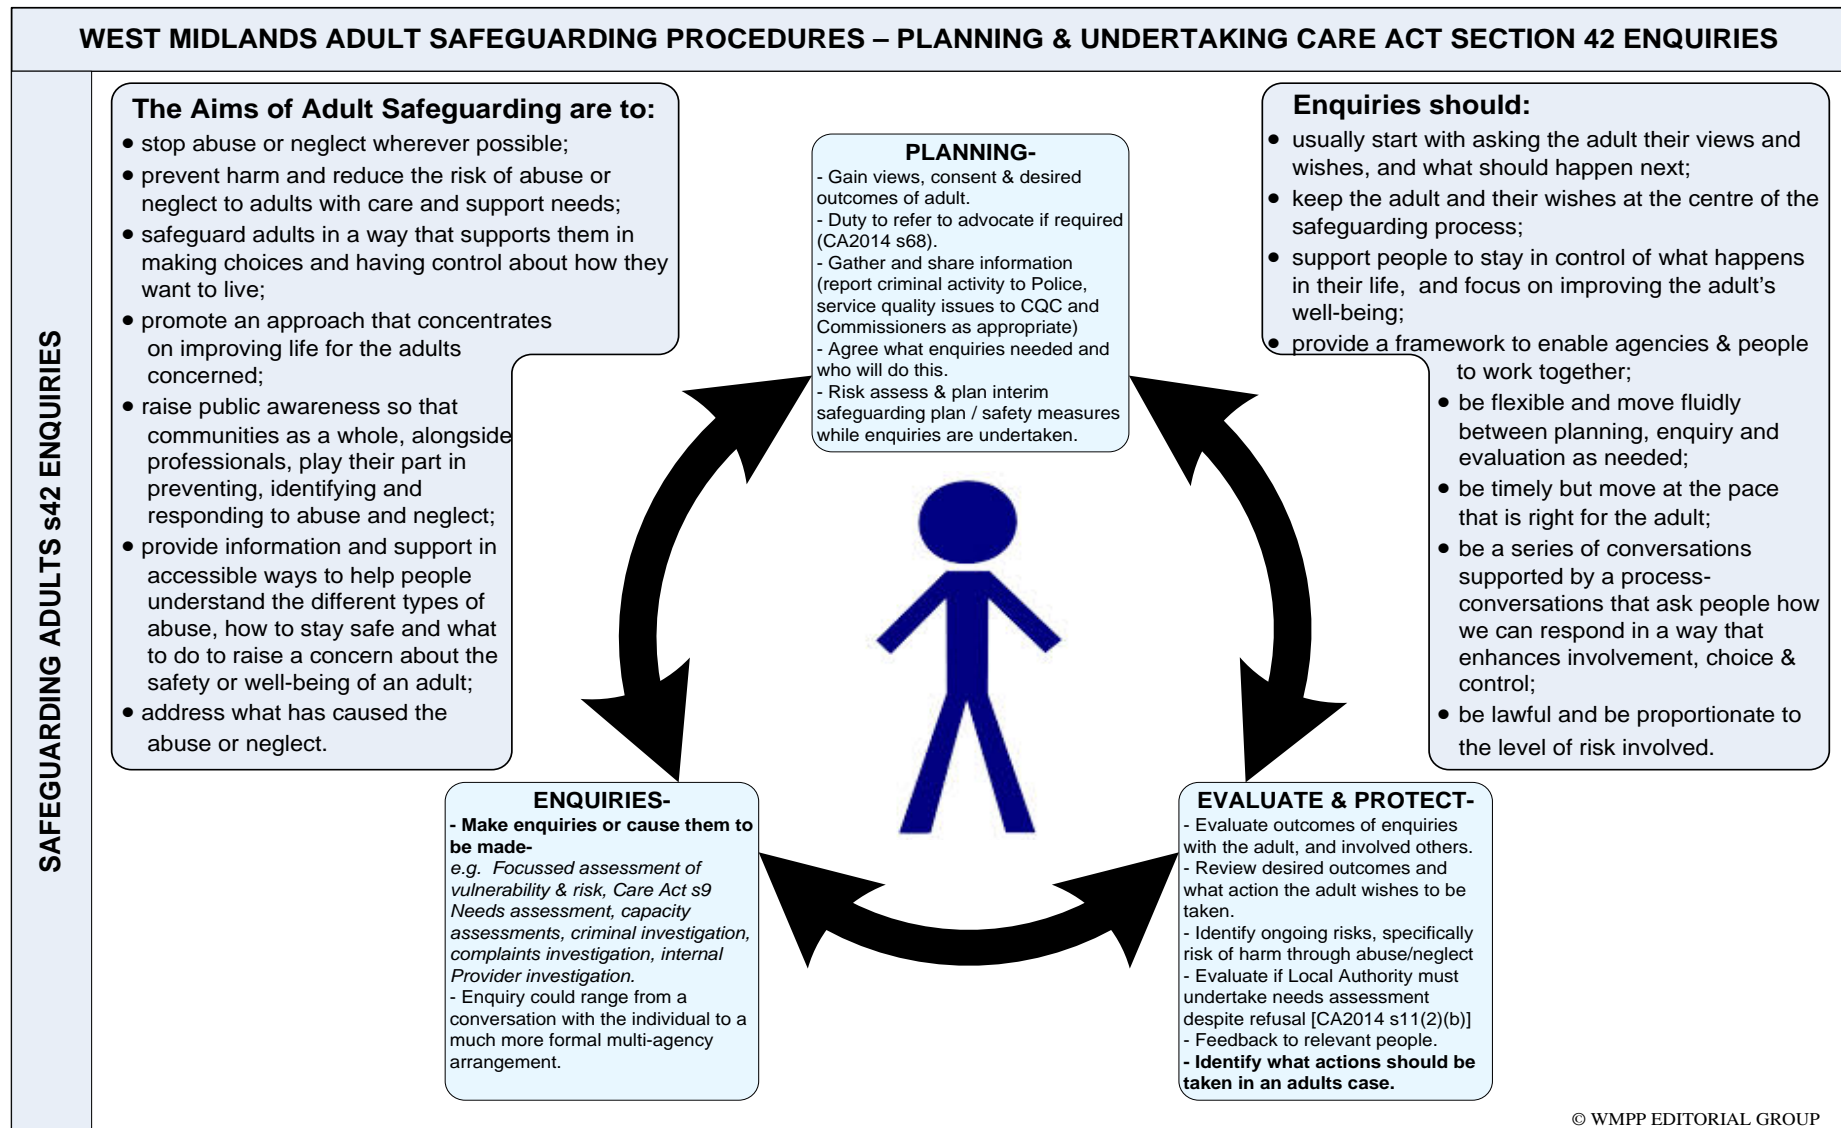 WEST MIDLANDS ADULT SAFEGUARDING PROCEDURES – PLANNING & UNDERTAKING CARE ACT SECTION 42 ENQUIRIES
SAFEGUARDING ADULTS s42 ENQUIRIES
The Aims of Adult Safeguarding are to:
• stop abuse or neglect wherever possible;
• prevent harm and reduce the risk of abuse or
neglect to adults with care and support needs;
• safeguard adults in a way that supports them in
making choices and having control about how they
want to live;
• promote an approach that concentrates
on improving life for the adults
concerned;
• raise public awareness so that
communities as a whole, alongside
professionals, play their part in
preventing, identifying and
responding to abuse and neglect;
• provide information and support in
accessible ways to help people
understand the different types of
abuse, how to stay safe and what
to do to raise a concern about the
safety or well-being of an adult;
• address what has caused the
abuse or neglect.
PLANNING-
- Gain views, consent & desired
outcomes of adult.
- Duty to refer to advocate if required
(CA2014 s68).
- Gather and share information
(report criminal activity to Police,
service quality issues to CQC and
Commissioners as appropriate)
- Agree what enquiries needed and
who will do this.
- Risk assess & plan interim
safeguarding plan / safety measures
while enquiries are undertaken.
Enquiries should:
• usually start with asking the adult their views and
wishes, and what should happen next;
• keep the adult and their wishes at the centre of the
safeguarding process;
• support people to stay in control of what happens
in their life, and focus on improving the adult's
well-being;
• provide a framework to enable agencies & people
to work together;
• be flexible and move fluidly
between planning, enquiry and
evaluation as needed;
• be timely but move at the pace
that is right for the adult;
• be a series of conversations
supported by a process-
conversations that ask people how
we can respond in a way that
enhances involvement, choice &
control;
• be lawful and be proportionate to
the level of risk involved.
ENQUIRIES-
- Make enquiries or cause them to
be made-
e.g. Focussed assessment of
vulnerability & risk, Care Act s9
Needs assessment, capacity
assessments, criminal investigation,
complaints investigation, internal
Provider investigation.
- Enquiry could range from a
conversation with the individual to a
much more formal multi-agency
arrangement.
EVALUATE & PROTECT-
- Evaluate outcomes of enquiries
with the adult, and involved others.
- Review desired outcomes and
what action the adult wishes to be
taken.
- Identify ongoing risks, specifically
risk of harm through abuse/neglect
- Evaluate if Local Authority must
undertake needs assessment
despite refusal [CA2014 s11(2)(b)]
- Feedback to relevant people.
- Identify what actions should be
taken in an adults case.
© WMPP EDITORIAL GROUP